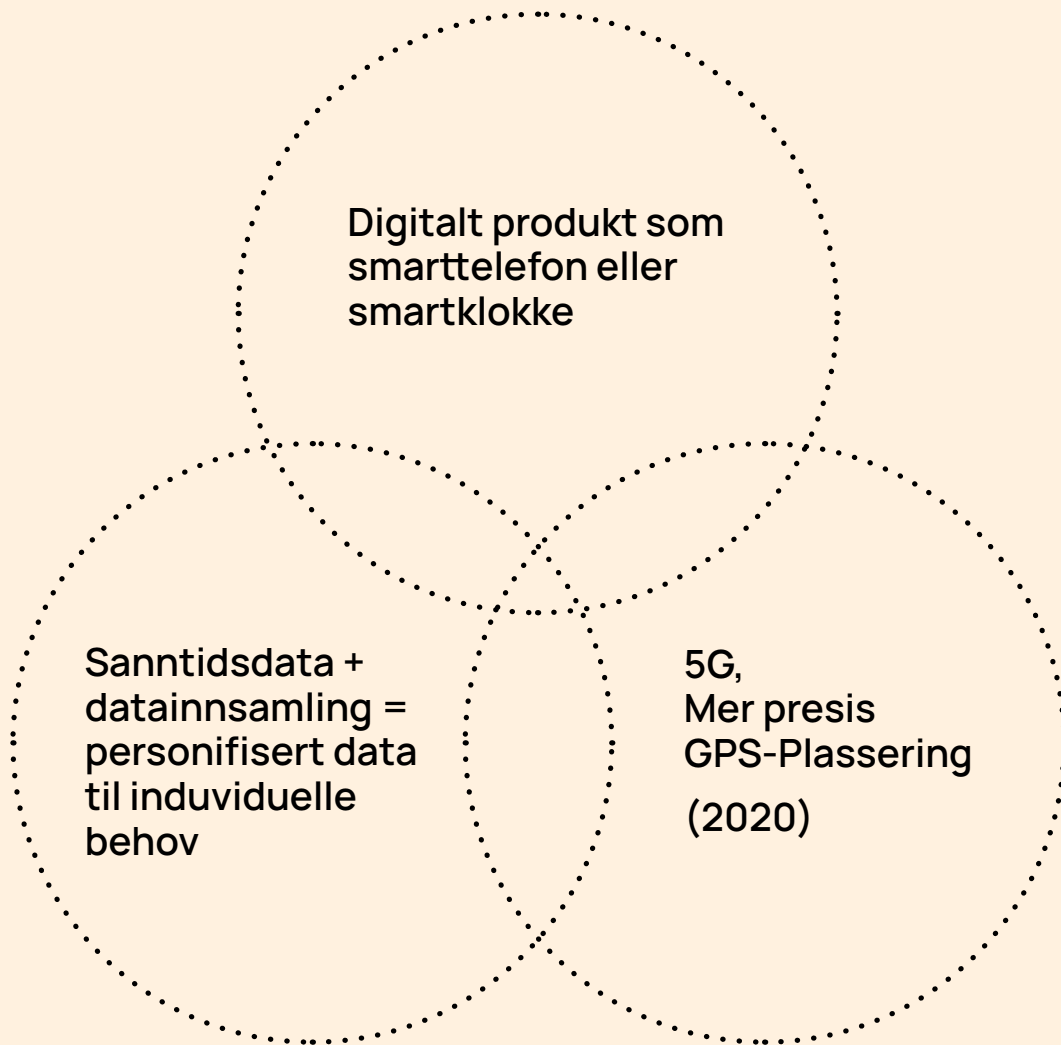 Digitalt produkt som
smarttelefon eller
smartklokke
Sanntidsdata +
datainnsamling =
personifisert data
til induviduelle
behov
5G,
Mer presis
GPS-Plassering
(2020)